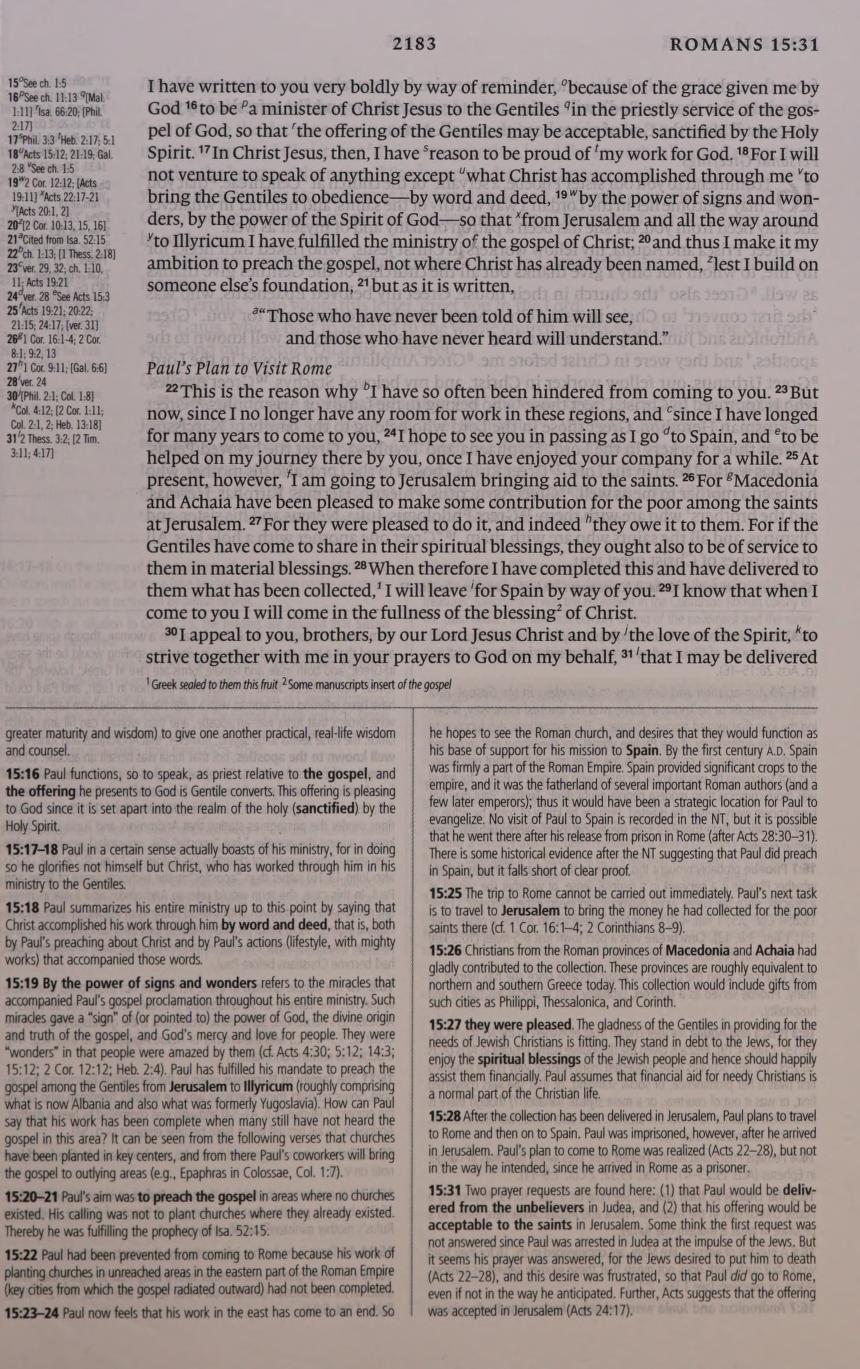 2183 ROMANS 15:31
15 oSee ch. 1:5
16 pSee ch. 11:13 q[Mal.
1:11] rIsa. 66:20; [Phil.
2:17]
17 sPhil. 3:3 tHeb. 2:17; 5:1
18 uActs 15:12; 21:19; Gal.
2:8 vSee ch. 1:5
19 w2 Cor. 12:12; [Acts
19:11] xActs 22:17-21
y[Acts 20:1, 2]
20 z[2 Cor. 10:13, 15, 16]
21 aCited from Isa. 52:15
22 bch. 1:13; [1 Thess. 2:18]
23 cver. 29, 32; ch. 1:10,
11; Acts 19:21
24 dver. 28 eSee Acts 15:3
25 fActs 19:21; 20:22;
21:15; 24:17; [ver. 31]
26 g1 Cor. 16:1-4; 2 Cor.
8:1; 9:2, 13
27 h1 Cor. 9:11; [Gal. 6:6]
28 iver. 24
30 j[Phil. 2:1; Col. 1:8]
kCol. 4:12; [2 Cor. 1:11;
Col. 2:1, 2; Heb. 13:18]
31 l2 Thess. 3:2; [2 Tim.
3:11; 4:17]
I have written to you very boldly by way of reminder, obecause of the grace given me by
God 16 to be pa minister of Christ Jesus to the Gentiles qin the priestly service of the gos-
pel of God, so that rthe offering of the Gentiles may be acceptable, sanctified by the Holy
Spirit. 17 In Christ Jesus, then, I have sreason to be proud of tmy work for God. 18 For I will
not venture to speak of anything except uwhat Christ has accomplished through me vto
bring the Gentiles to obedience—by word and deed, 19 wby the power of signs and won-
ders, by the power of the Spirit of God—so that xfrom Jerusalem and all the way around
yto Illyricum I have fulfilled the ministry of the gospel of Christ; 20 and thus I make it my
ambition to preach the gospel, not where Christ has already been named, zlest I build on
someone else’s foundation, 21 but as it is written,
a“Those who have never been told of him will see,
and those who have never heard will understand.”
Paul’s Plan to Visit Rome
22 This is the reason why bI have so often been hindered from coming to you. 23 But
now, since I no longer have any room for work in these regions, and csince I have longed
for many years to come to you, 24 I hope to see you in passing as I go dto Spain, and eto be
helped on my journey there by you, once I have enjoyed your company for a while. 25 At
present, however, fI am going to Jerusalem bringing aid to the saints. 26 For gMacedonia
and Achaia have been pleased to make some contribution for the poor among the saints
at Jerusalem. 27 For they were pleased to do it, and indeed hthey owe it to them. For if the
Gentiles have come to share in their spiritual blessings, they ought also to be of service to
them in material blessings. 28 When therefore I have completed this and have delivered to
them what has been collected,1 I will leave ifor Spain by way of you. 29 I know that when I
come to you I will come in the fullness of the blessing2 of Christ.
30 I appeal to you, brothers, by our Lord Jesus Christ and by jthe love of the Spirit, kto
strive together with me in your prayers to God on my behalf, 31 lthat I may be delivered
1 Greek sealed to them this fruit 2 Some manuscripts insert of the gospel
greater maturity and wisdom) to give one another practical, real-life wisdom
and counsel.
15:16 Paul functions, so to speak, as priest relative to the gospel, and
the offering he presents to God is Gentile converts. This offering is pleasing
to God since it is set apart into the realm of the holy (sanctified) by the
Holy Spirit.
15:17–18 Paul in a certain sense actually boasts of his ministry, for in doing
so he glorifies not himself but Christ, who has worked through him in his
ministry to the Gentiles.
15:18 Paul summarizes his entire ministry up to this point by saying that
Christ accomplished his work through him by word and deed, that is, both
by Paul’s preaching about Christ and by Paul’s actions (lifestyle, with mighty
works) that accompanied those words.
15:19 By the power of signs and wonders refers to the miracles that
accompanied Paul’s gospel proclamation throughout his entire ministry. Such
miracles gave a “sign” of (or pointed to) the power of God, the divine origin
and truth of the gospel, and God’s mercy and love for people. They were
“wonders” in that people were amazed by them (cf. Acts 4:30; 5:12; 14:3;
15:12; 2 Cor. 12:12; Heb. 2:4). Paul has fulfilled his mandate to preach the
gospel among the Gentiles from Jerusalem to Illyricum (roughly comprising
what is now Albania and also what was formerly Yugoslavia). How can Paul
say that his work has been complete when many still have not heard the
gospel in this area? It can be seen from the following verses that churches
have been planted in key centers, and from there Paul’s coworkers will bring
the gospel to outlying areas (e.g., Epaphras in Colossae, Col. 1:7).
15:20–21 Paul’s aim was to preach the gospel in areas where no churches
existed. His calling was not to plant churches where they already existed.
Thereby he was fulfilling the prophecy of Isa. 52:15.
15:22 Paul had been prevented from coming to Rome because his work of
planting churches in unreached areas in the eastern part of the Roman Empire
(key cities from which the gospel radiated outward) had not been completed.
15:23–24 Paul now feels that his work in the east has come to an end. So
he hopes to see the Roman church, and desires that they would function as
his base of support for his mission to Spain. By the first century A.D. Spain
was firmly a part of the Roman Empire. Spain provided significant crops to the
empire, and it was the fatherland of several important Roman authors (and a
few later emperors); thus it would have been a strategic location for Paul to
evangelize. No visit of Paul to Spain is recorded in the NT, but it is possible
that he went there after his release from prison in Rome (after Acts 28:30–31).
There is some historical evidence after the NT suggesting that Paul did preach
in Spain, but it falls short of clear proof.
15:25 The trip to Rome cannot be carried out immediately. Paul’s next task
is to travel to Jerusalem to bring the money he had collected for the poor
saints there (cf. 1 Cor. 16:1–4; 2 Corinthians 8–9).
15:26 Christians from the Roman provinces of Macedonia and Achaia had
gladly contributed to the collection. These provinces are roughly equivalent to
northern and southern Greece today. This collection would include gifts from
such cities as Philippi, Thessalonica, and Corinth.
15:27 they were pleased. The gladness of the Gentiles in providing for the
needs of Jewish Christians is fitting. They stand in debt to the Jews, for they
enjoy the spiritual blessings of the Jewish people and hence should happily
assist them financially. Paul assumes that financial aid for needy Christians is
a normal part of the Christian life.
15:28 After the collection has been delivered in Jerusalem, Paul plans to travel
to Rome and then on to Spain. Paul was imprisoned, however, after he arrived
in Jerusalem. Paul’s plan to come to Rome was realized (Acts 22–28), but not
in the way he intended, since he arrived in Rome as a prisoner.
15:31 Two prayer requests are found here: (1) that Paul would be deliv-
ered from the unbelievers in Judea, and (2) that his offering would be
acceptable to the saints in Jerusalem. Some think the first request was
not answered since Paul was arrested in Judea at the impulse of the Jews. But
it seems his prayer was answered, for the Jews desired to put him to death
(Acts 22–28), and this desire was frustrated, so that Paul did go to Rome,
even if not in the way he anticipated. Further, Acts suggests that the offering
was accepted in Jerusalem (Acts 24:17).